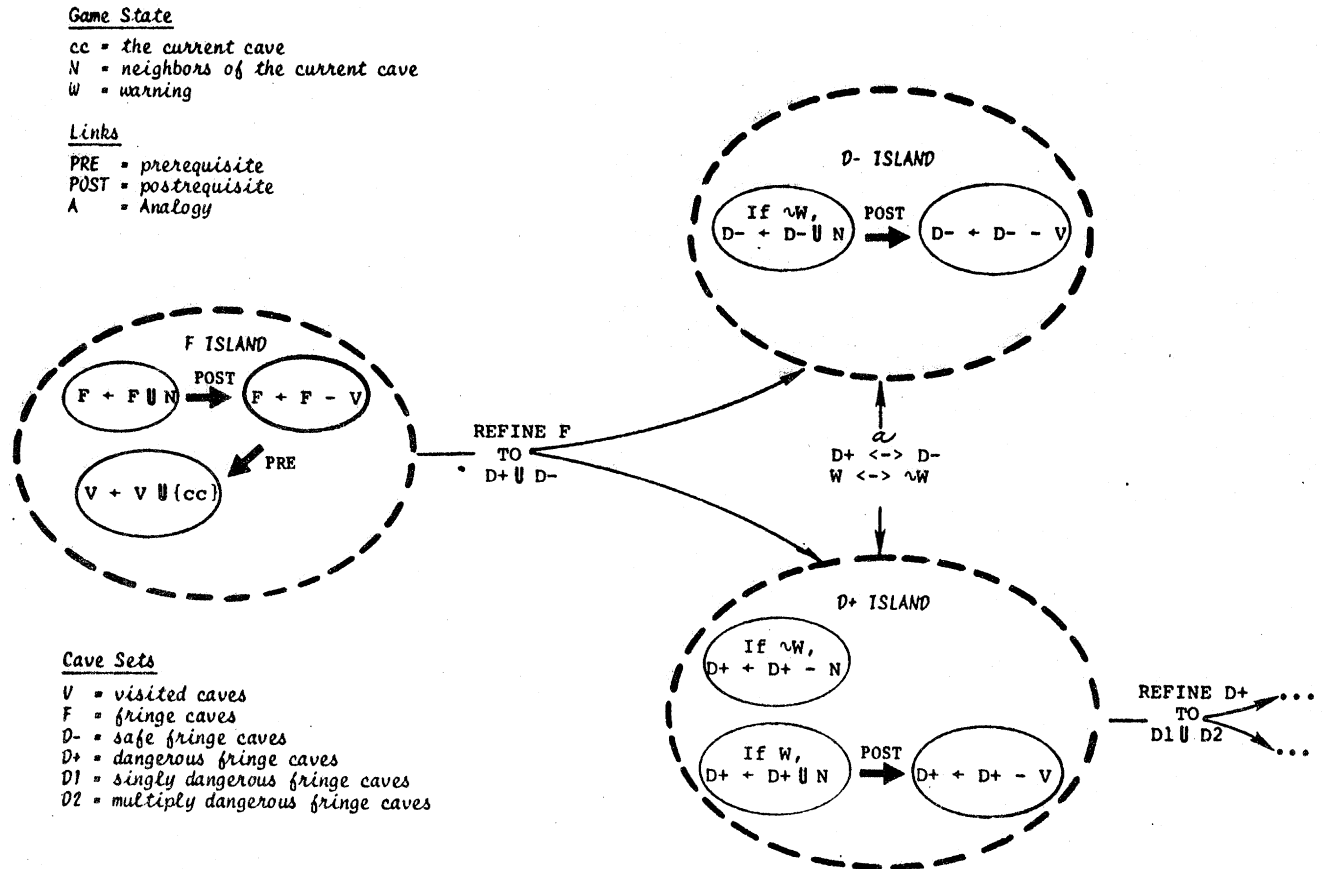 Game State
cc = the current cave
N = neighbors of the current cave
W = warning
Links
PRE = prerequisite
POST = postrequisite
A = Analogy
D- ISLAND
If ~W,
D- ← D- U N
POST
D- ← D- - V
F ISLAND
F ← F U N
POST
F ← F - V
PRE
V ← V U {cc}
REFINE F
TO
D+ U D-
a
D+ <-> D-
W <-> ~W
D+ ISLAND
If ~W,
D+ ← D+ - N
If W,
D+ ← D+ U N
POST
D+ ← D+ - V
REFINE D+
TO
D1 U D2
...
...
Cave Sets
V = visited caves
F = fringe caves
D- = safe fringe caves
D+ = dangerous fringe caves
D1 = singly dangerous fringe caves
D2 = multiply dangerous fringe caves